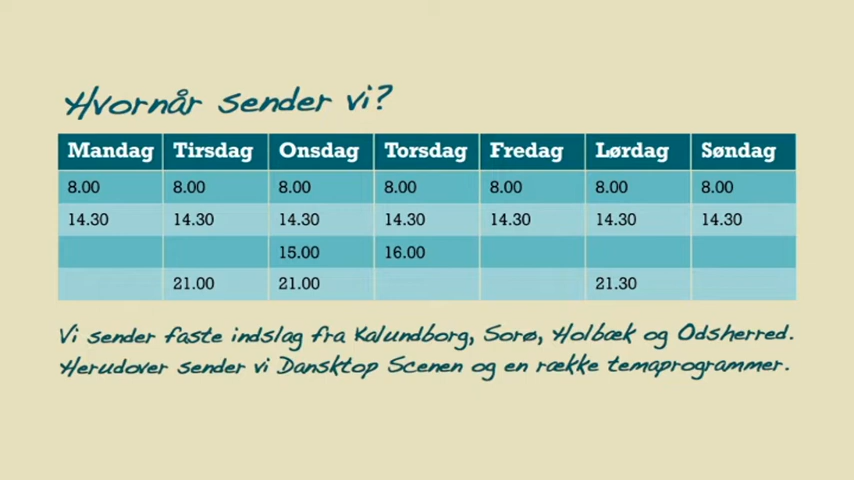 Hvornår sender vi?
Mandag Tirsdag Onsdag Torsdag Fredag Lørdag Søndag
8.00 8.00 8.00 8.00 8.00 8.00 8.00
14.30 14.30 14.30 14.30 14.30 14.30 14.30
15.00 16.00
21.00 21.00 21.30
Vi sender faste indslag fra Kalundborg, Sorø, Holbæk og Odsherred.
Herudover sender vi Dansktop Scenen og en række temaprogrammer.